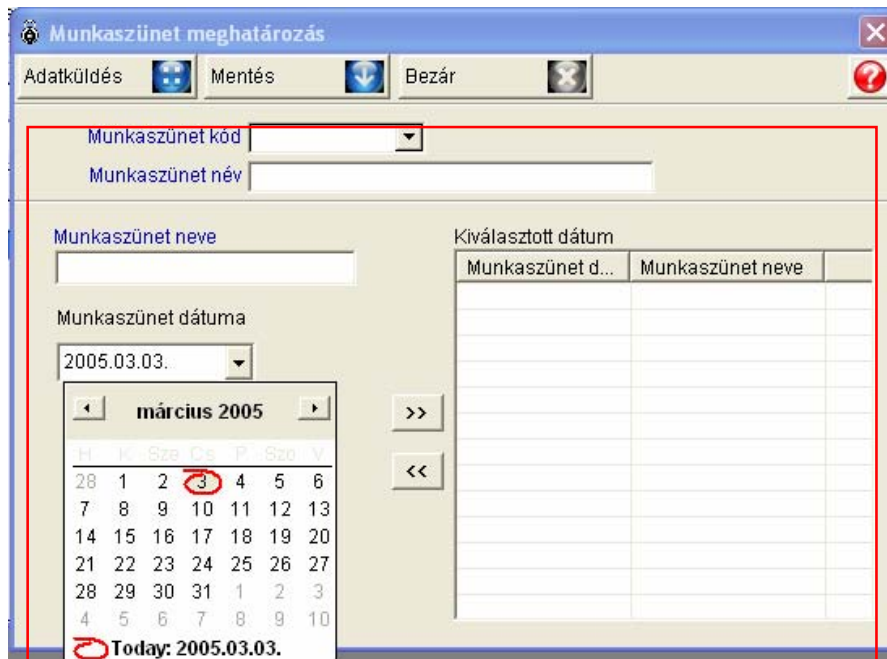 Munkaszünet meghatározás
Adatküldés Mentés Bezár ?
Munkaszünet kód
Munkaszünet név
Munkaszünet neve
Kiválasztott dátum
Munkaszünet d... Munkaszünet neve
Munkaszünet dátuma
2005.03.03.
március 2005
>>
<<
H K Sze Cs P Szo V
28 1 2 3 4 5 6
7 8 9 10 11 12 13
14 15 16 17 18 19 20
21 22 23 24 25 26 27
28 29 30 31 1 2 3
4 5 6 7 8 9 10
Today: 2005.03.03.